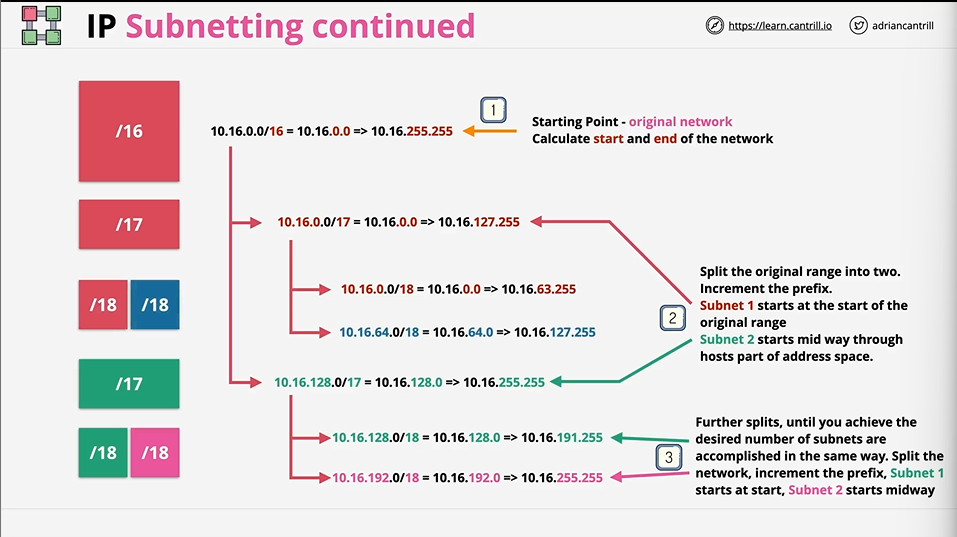 IP Subnetting continued
https://learn.cantrill.io
adriancantrill
/16
10.16.0.0/16 = 10.16.0.0 => 10.16.255.255
1
Starting Point - original network
Calculate start and end of the network
/17
10.16.0.0/17 = 10.16.0.0 => 10.16.127.255
/18
/18
10.16.0.0/18 = 10.16.0.0 => 10.16.63.255
10.16.64.0/18 = 10.16.64.0 => 10.16.127.255
2
Split the original range into two.
Increment the prefix.
Subnet 1 starts at the start of the
original range
Subnet 2 starts mid way through
hosts part of address space.
/17
10.16.128.0/17 = 10.16.128.0 => 10.16.255.255
/18
/18
10.16.128.0/18 = 10.16.128.0 => 10.16.191.255
10.16.192.0/18 = 10.16.192.0 => 10.16.255.255
3
Further splits, until you achieve the
desired number of subnets are
accomplished in the same way. Split the
network, increment the prefix, Subnet 1
starts at start, Subnet 2 starts midway